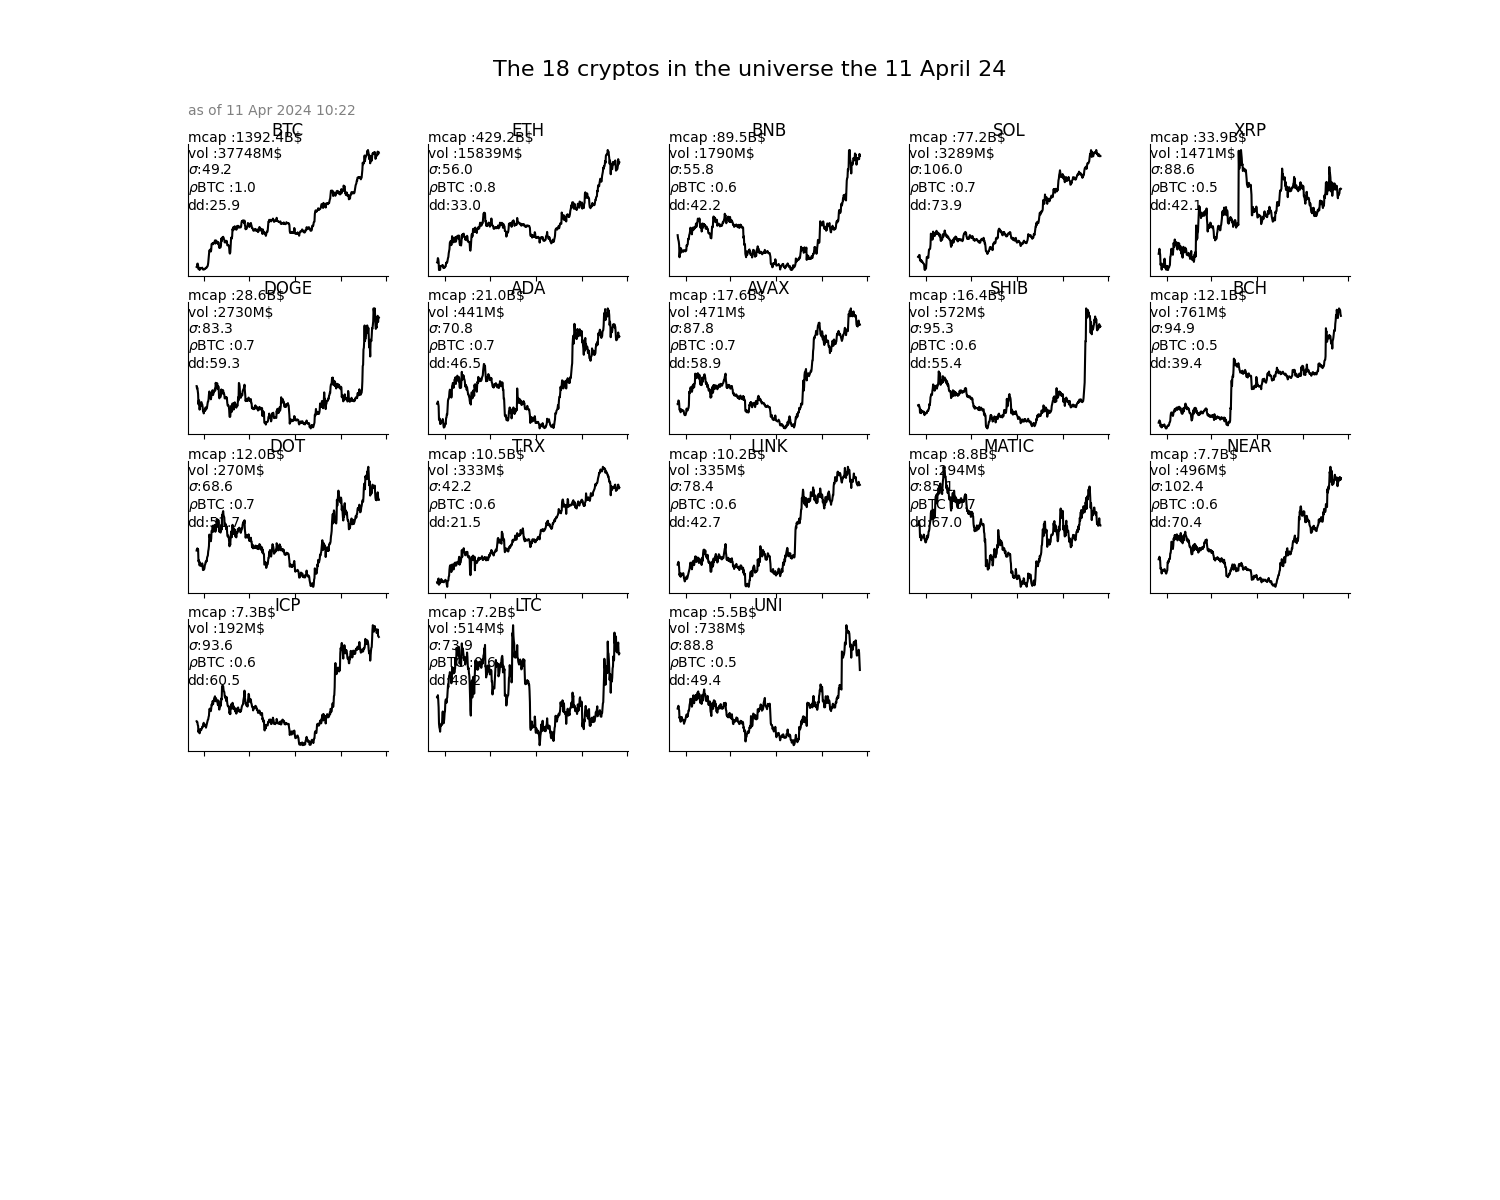 The 18 cryptos in the universe the 11 April 24
as of 11 Apr 2024 10:22
BTC
mcap :1392.4B$
vol :37748M$
σ:49.2
ρBTC :1.0
dd:25.9
ETH
mcap :429.2B$
vol :15839M$
σ:56.0
ρBTC :0.8
dd:33.0
BNB
mcap :89.5B$
vol :1790M$
σ:55.8
ρBTC :0.6
dd:42.2
SOL
mcap :77.2B$
vol :3289M$
σ:106.0
ρBTC :0.7
dd:73.9
XRP
mcap :33.9B$
vol :1471M$
σ:88.6
ρBTC :0.5
dd:42.1
DOGE
mcap :28.6B$
vol :2730M$
σ:83.3
ρBTC :0.7
dd:59.3
ADA
mcap :21.0B$
vol :441M$
σ:70.8
ρBTC :0.7
dd:46.5
AVAX
mcap :17.6B$
vol :471M$
σ:87.8
ρBTC :0.7
dd:58.9
SHIB
mcap :16.4B$
vol :572M$
σ:95.3
ρBTC :0.6
dd:55.4
BCH
mcap :12.1B$
vol :761M$
σ:94.9
ρBTC :0.5
dd:39.4
DOT
mcap :12.0B$
vol :270M$
σ:68.6
ρBTC :0.7
TRX
mcap :10.5B$
vol :333M$
σ:42.2
ρBTC :0.6
dd:21.5
LINK
mcap :10.2B$
vol :335M$
σ:78.4
ρBTC :0.6
dd:42.7
MATIC
mcap :8.8B$
vol :294M$
ρBTC :0.7
dd:67.0
NEAR
mcap :7.7B$
vol :496M$
σ:102.4
ρBTC :0.6
dd:70.4
ICP
mcap :7.3B$
vol :192M$
σ:93.6
ρBTC :0.6
dd:60.5
LTC
mcap :7.2B$
vol :514M$
σ:73.9
ρBTC :0.6
dd:48.2
UNI
mcap :5.5B$
vol :738M$
σ:88.8
ρBTC :0.5
dd:49.4